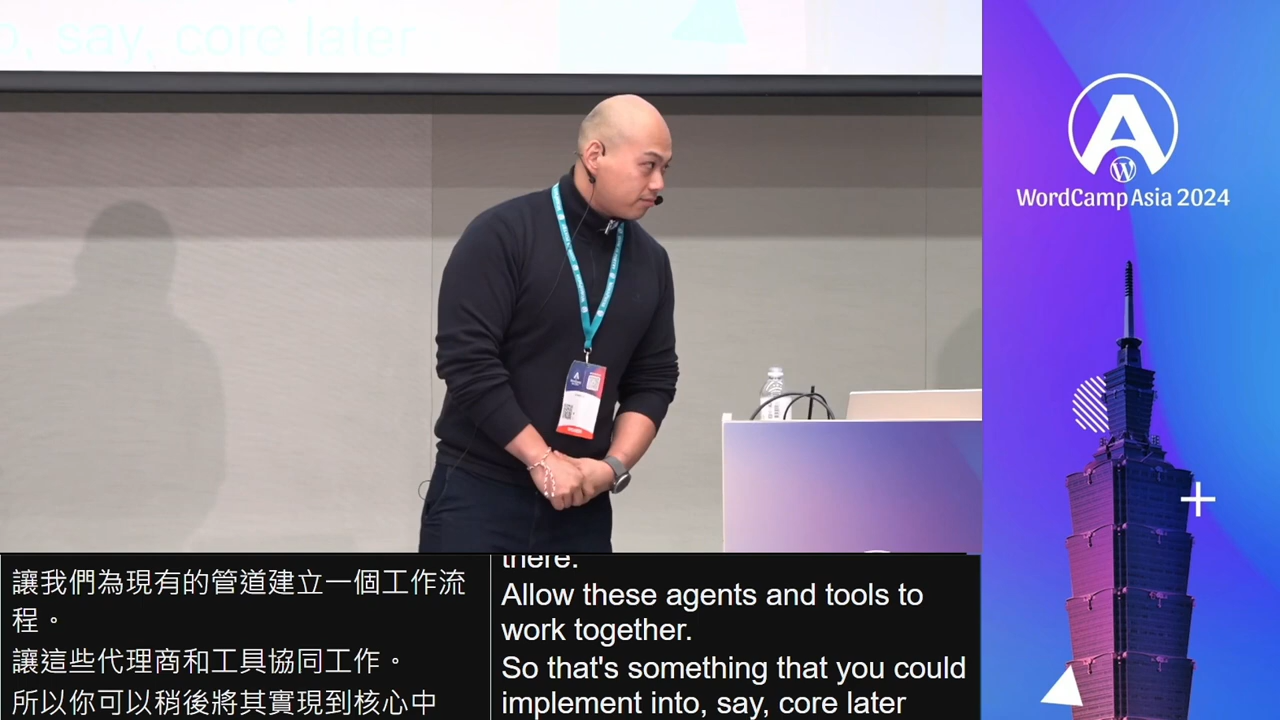 o, say, core later
WordCamp Asia 2024
讓我們為現有的管道建立一個工作流
程。
讓這些代理商和工具協同工作。
所以你可以稍後將其實現到核心中
there.
Allow these agents and tools to
work together.
So that's something that you could
implement into, say, core later